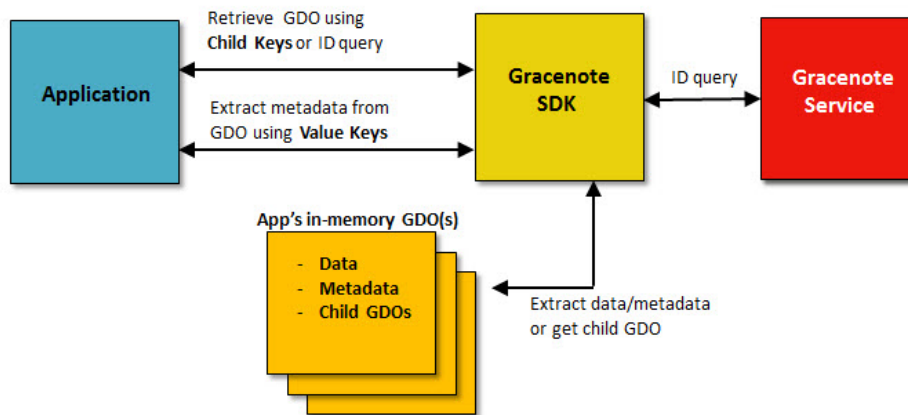 Retrieve GDO using
Child Keys or ID query
Application
Extract metadata from
GDO using Value Keys
Gracenote
SDK
ID query
Gracenote
Service
App's in-memory GDO(s)
- Data
- Metadata
- Child GDOs
Extract data/metadata
or get child GDO